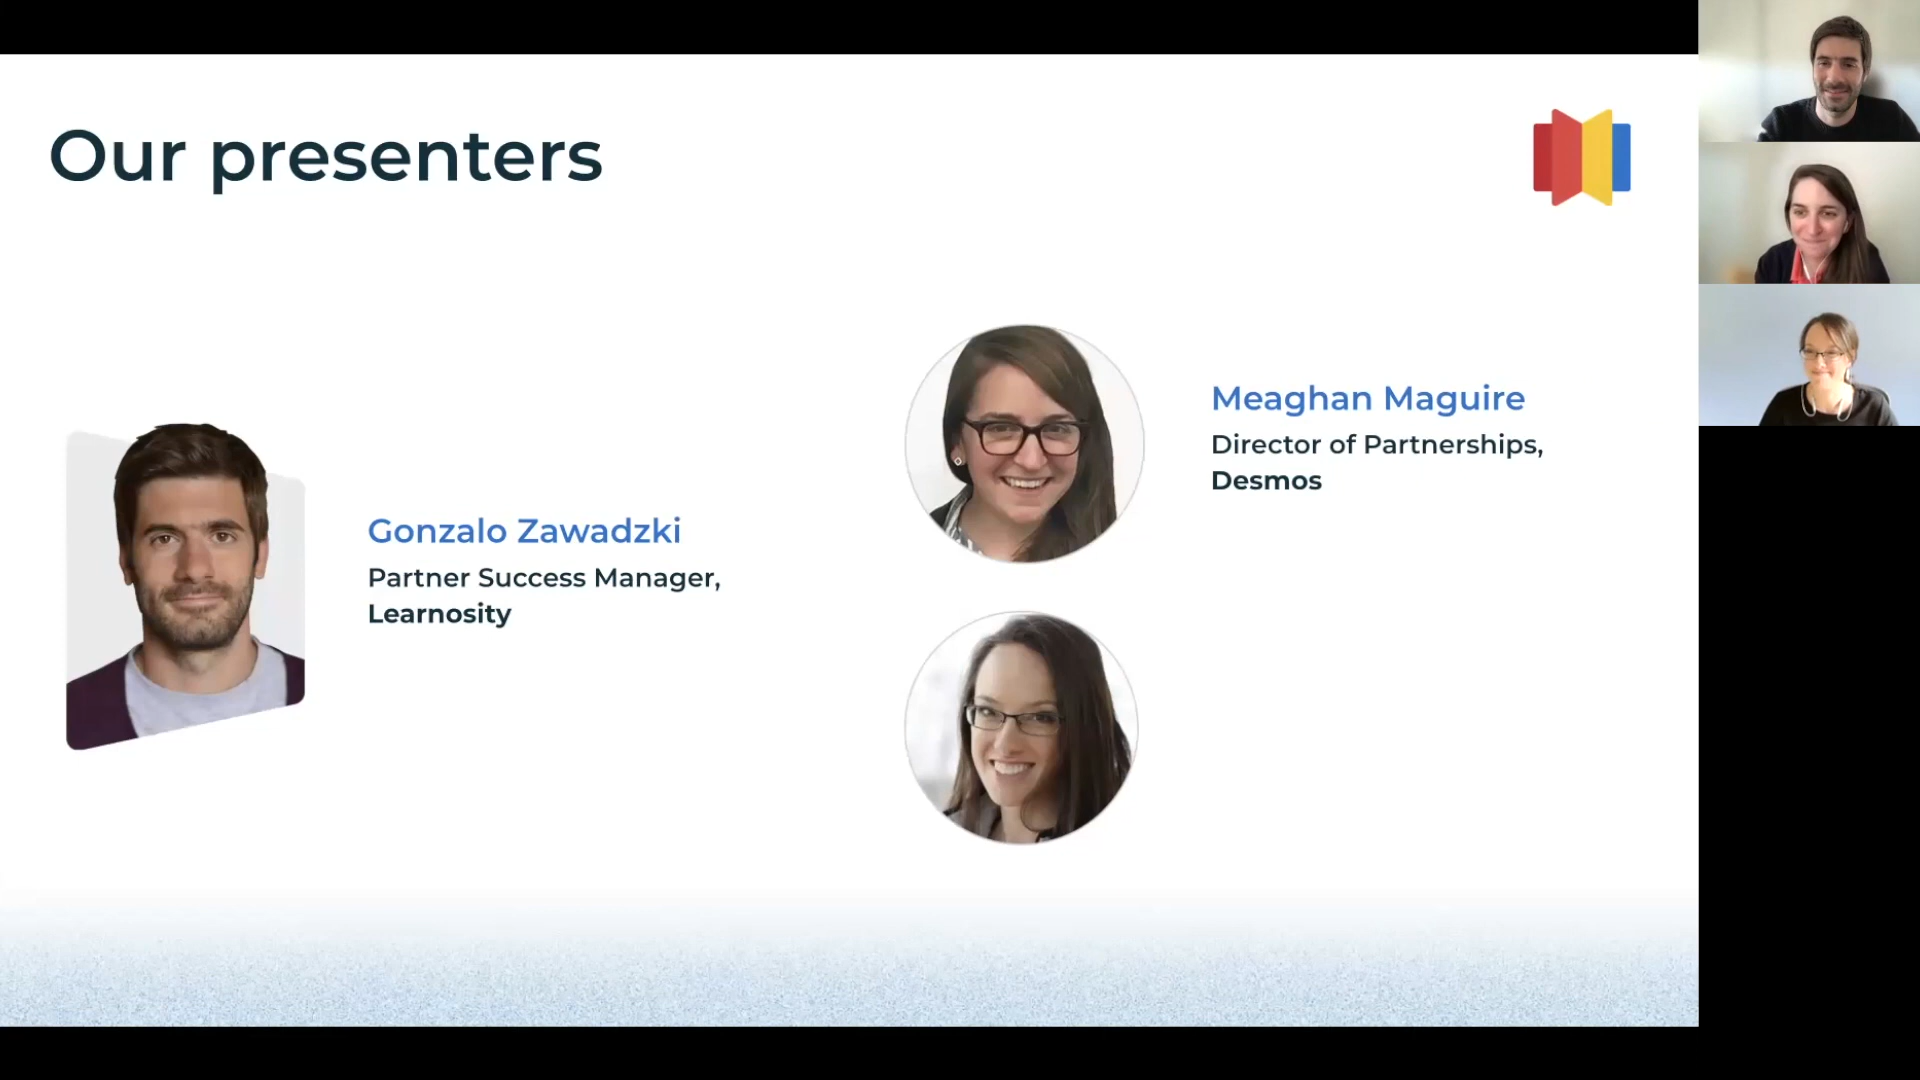 Our presenters
Gonzalo Zawadzki
Partner Success Manager,
Learnosity
Meaghan Maguire
Director of Partnerships,
Desmos